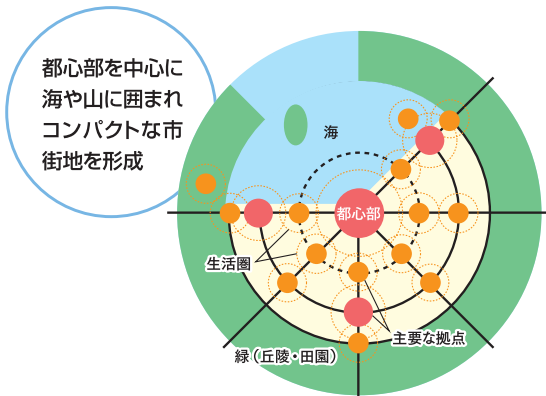 都心部を中心に
海や山に囲まれ
コンパクトな市
街地を形成
海
都心部
生活圏
主要な拠点
緑（丘陵・田園）